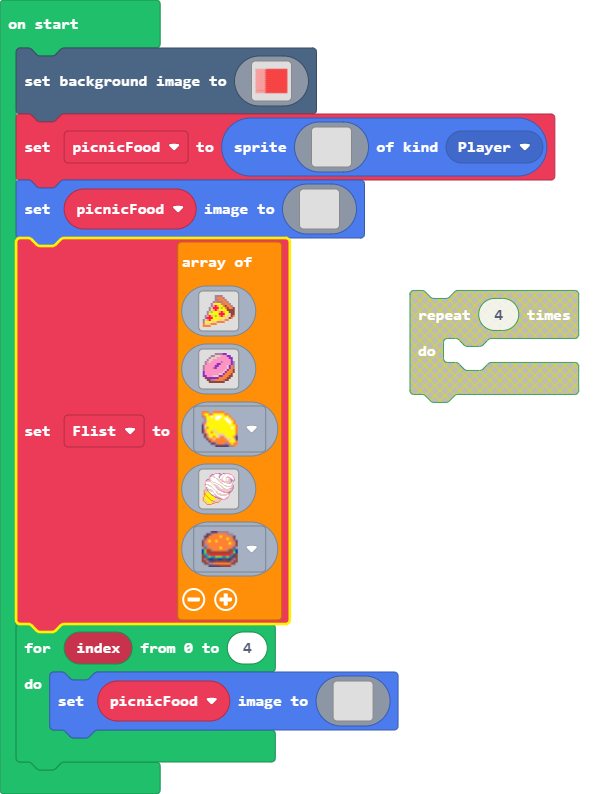 on start
set background image to
set picnicFood to sprite of kind Player
set picnicFood image to
array of
set Flist to
for index from 0 to 4
do
set picnicFood image to
repeat 4 times
do